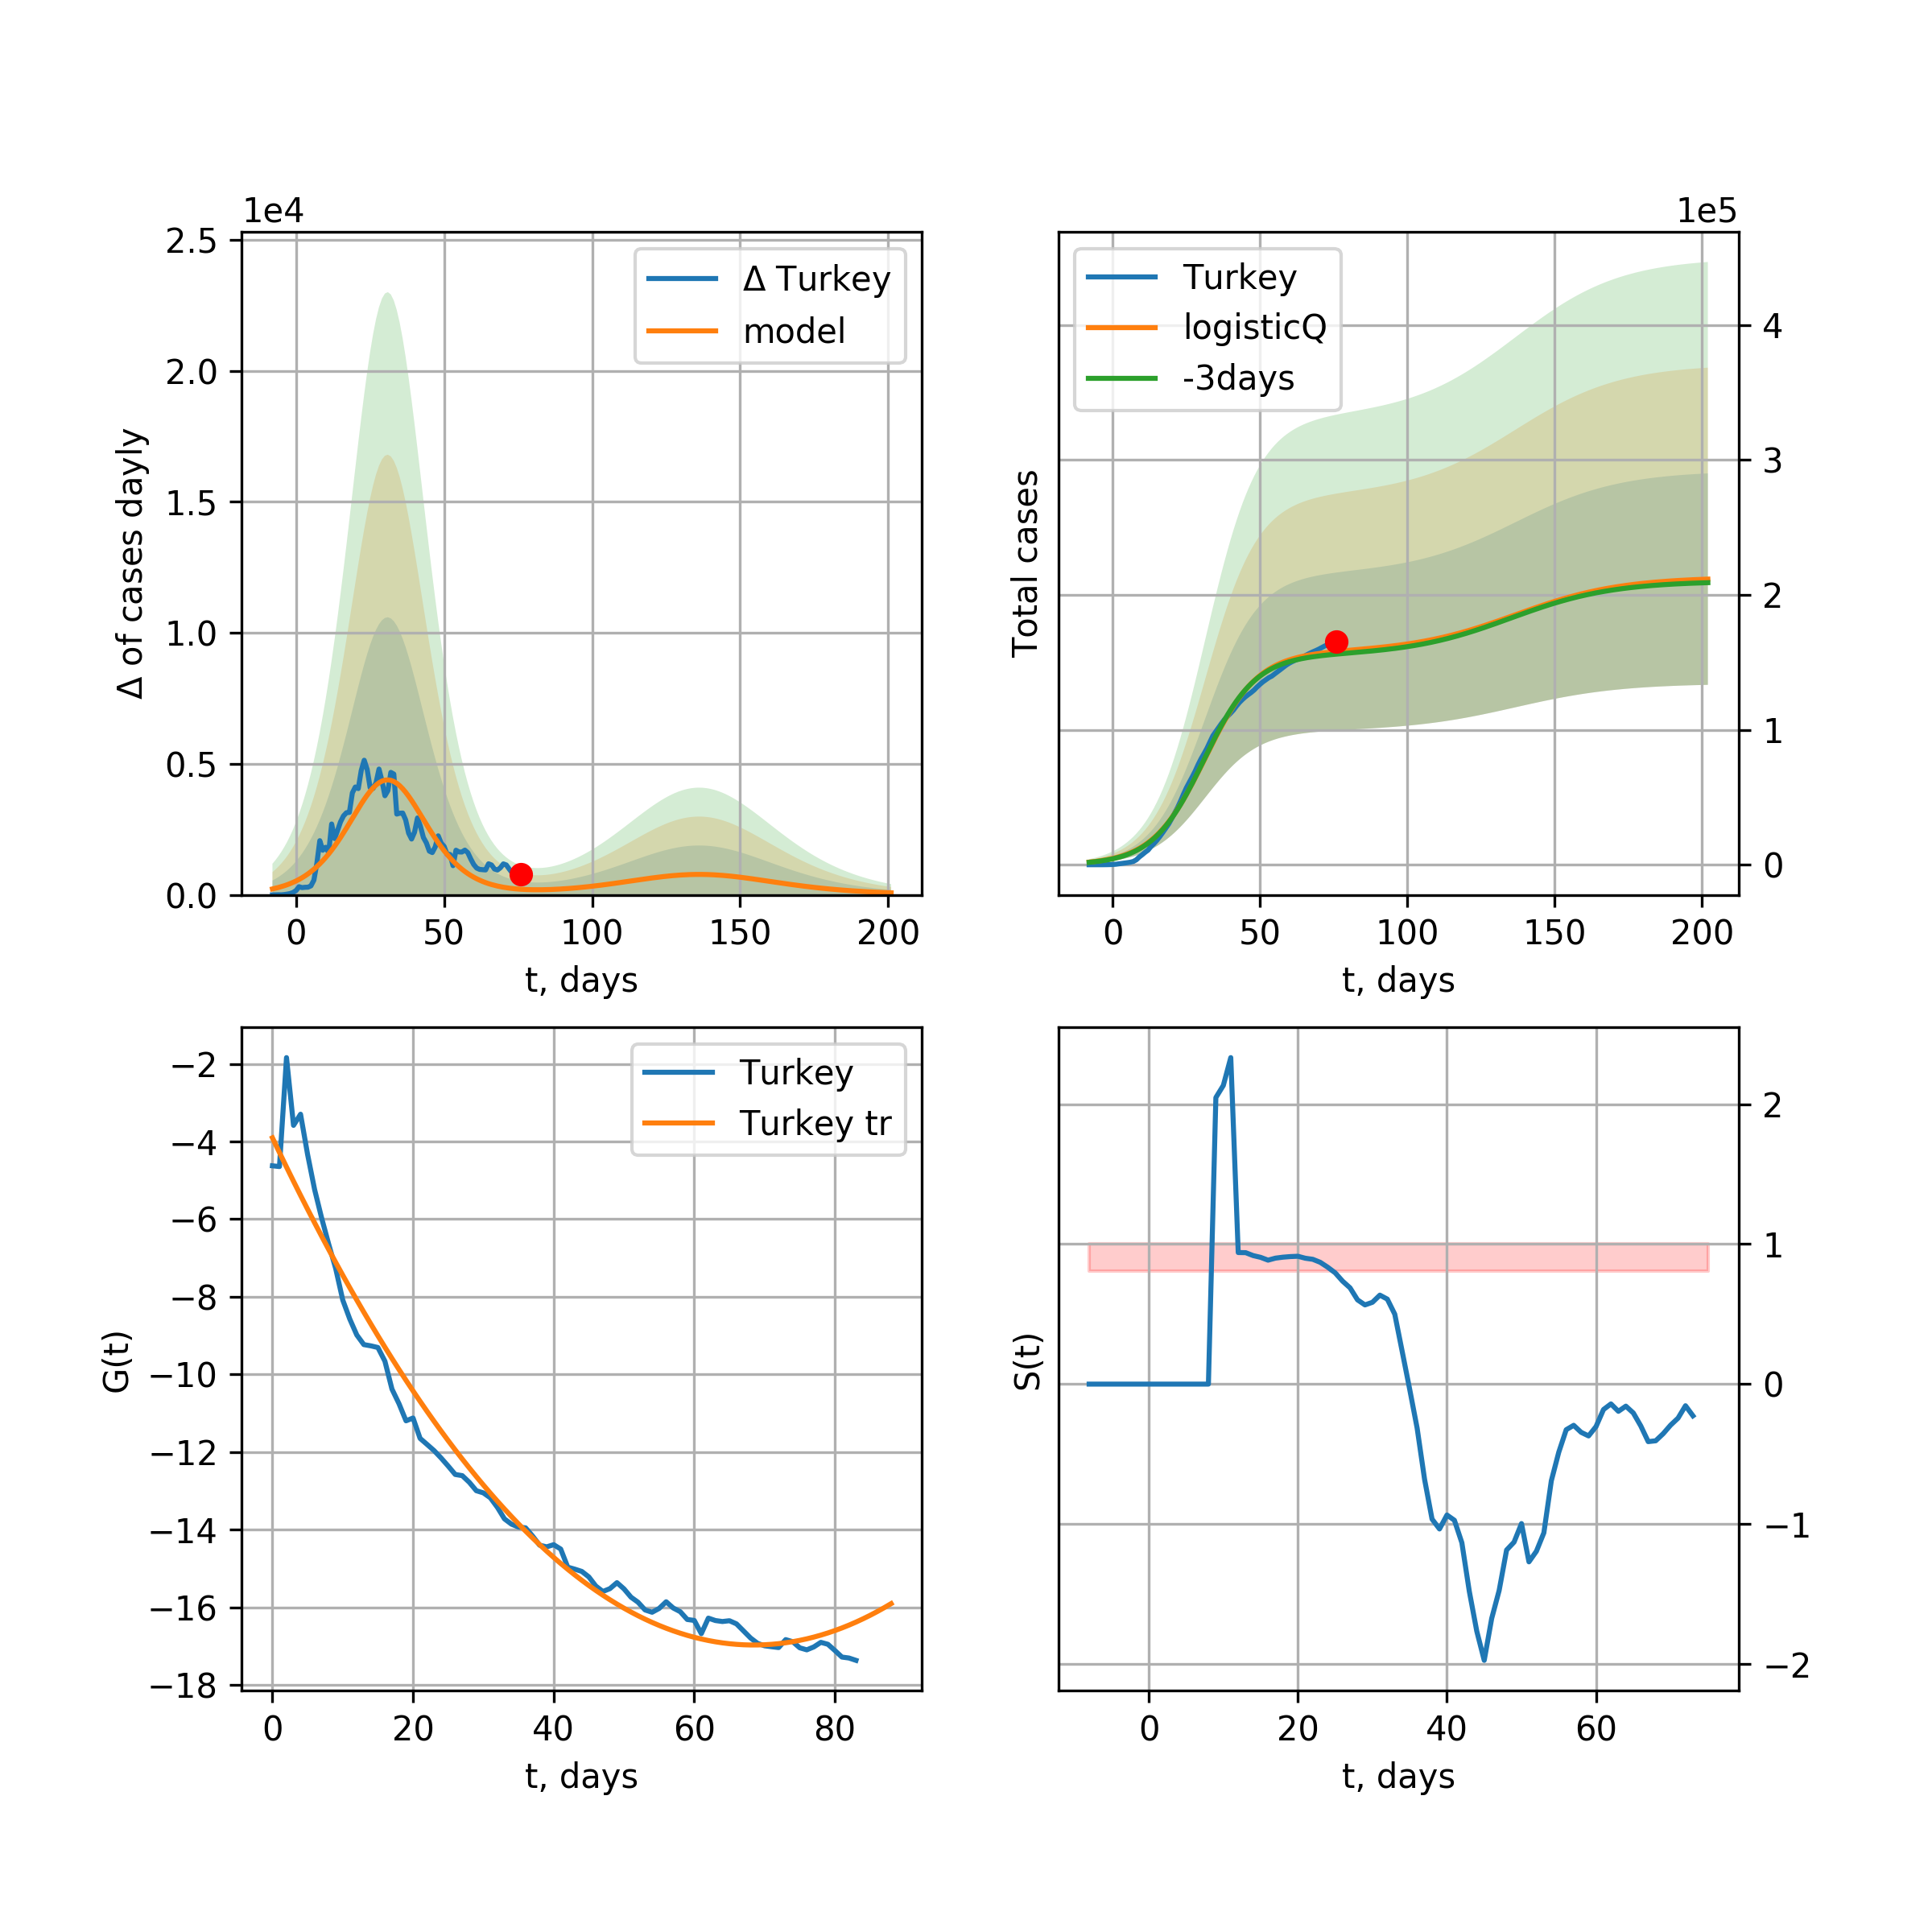 1e4
2.5
2.0
1.5
1.0
0.5
0.0
Δ of cases dayly
Δ Turkey
model
0 50 100 150 200
t, days
1e5
Turkey
logisticQ
-3days
Total cases
4
3
2
1
0
0 50 100 150 200
t, days
−2
−4
−6
−8
−10
−12
−14
−16
−18
G(t)
Turkey
Turkey tr
0 20 40 60 80
t, days
S(t)
2
1
0
−1
−2
0 20 40 60
t, days